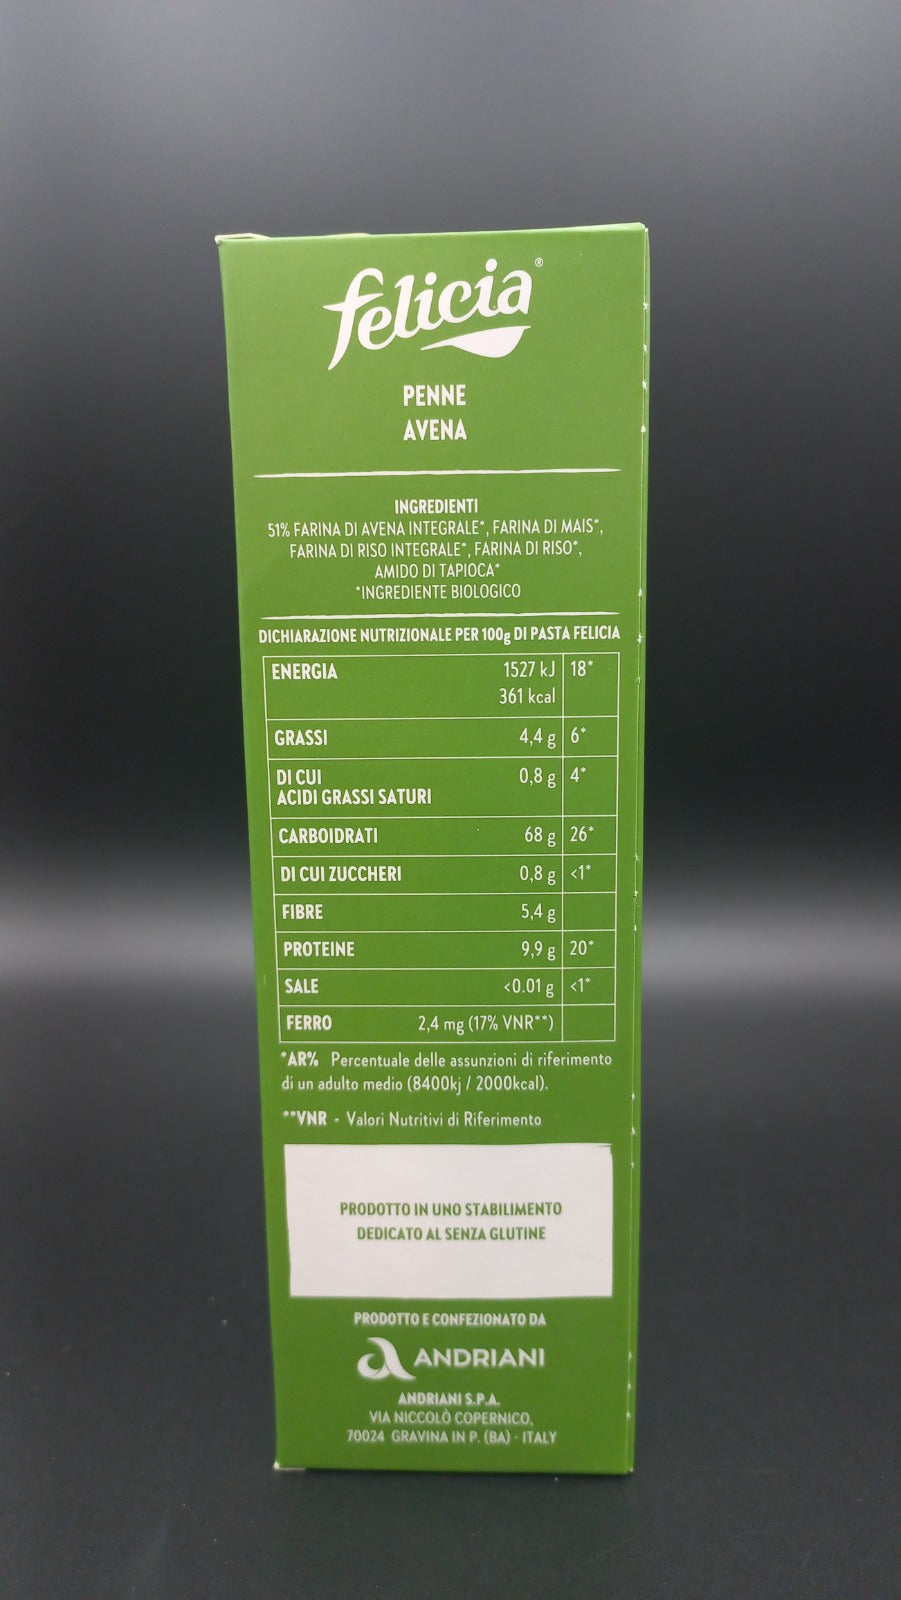 felicia®
PENNE
AVENA
INGREDIENTI
51% FARINA DI AVENA INTEGRALE*, FARINA DI MAIS*,
FARINA DI RISO INTEGRALE*, FARINA DI RISO*,
AMIDO DI TAPIOCA*
*INGREDIENTE BIOLOGICO
DICHIARAZIONE NUTRIZIONALE PER 100g DI PASTA FELICIA
ENERGIA 1527 kJ 18*
361 kcal
GRASSI 4,4 g 6*
DI CUI 0,8 g 4*
ACIDI GRASSI SATURI
CARBOIDRATI 68 g 26*
DI CUI ZUCCHERI 0,8 g <1*
FIBRE 5,4 g
PROTEINE 9,9 g 20*
SALE <0.01 g <1*
FERRO 2,4 mg (17% VNR**)
*AR% Percentuale delle assunzioni di riferimento
di un adulto medio (8400kj / 2000kcal).
**VNR - Valori Nutritivi di Riferimento
PRODOTTO IN UNO STABILIMENTO
DEDICATO AL SENZA GLUTINE
PRODOTTO E CONFEZIONATO DA
ANDRIANI
ANDRIANI S.P.A.
VIA NICCOLÒ COPERNICO,
70024 GRAVINA IN P. (BA) - ITALY